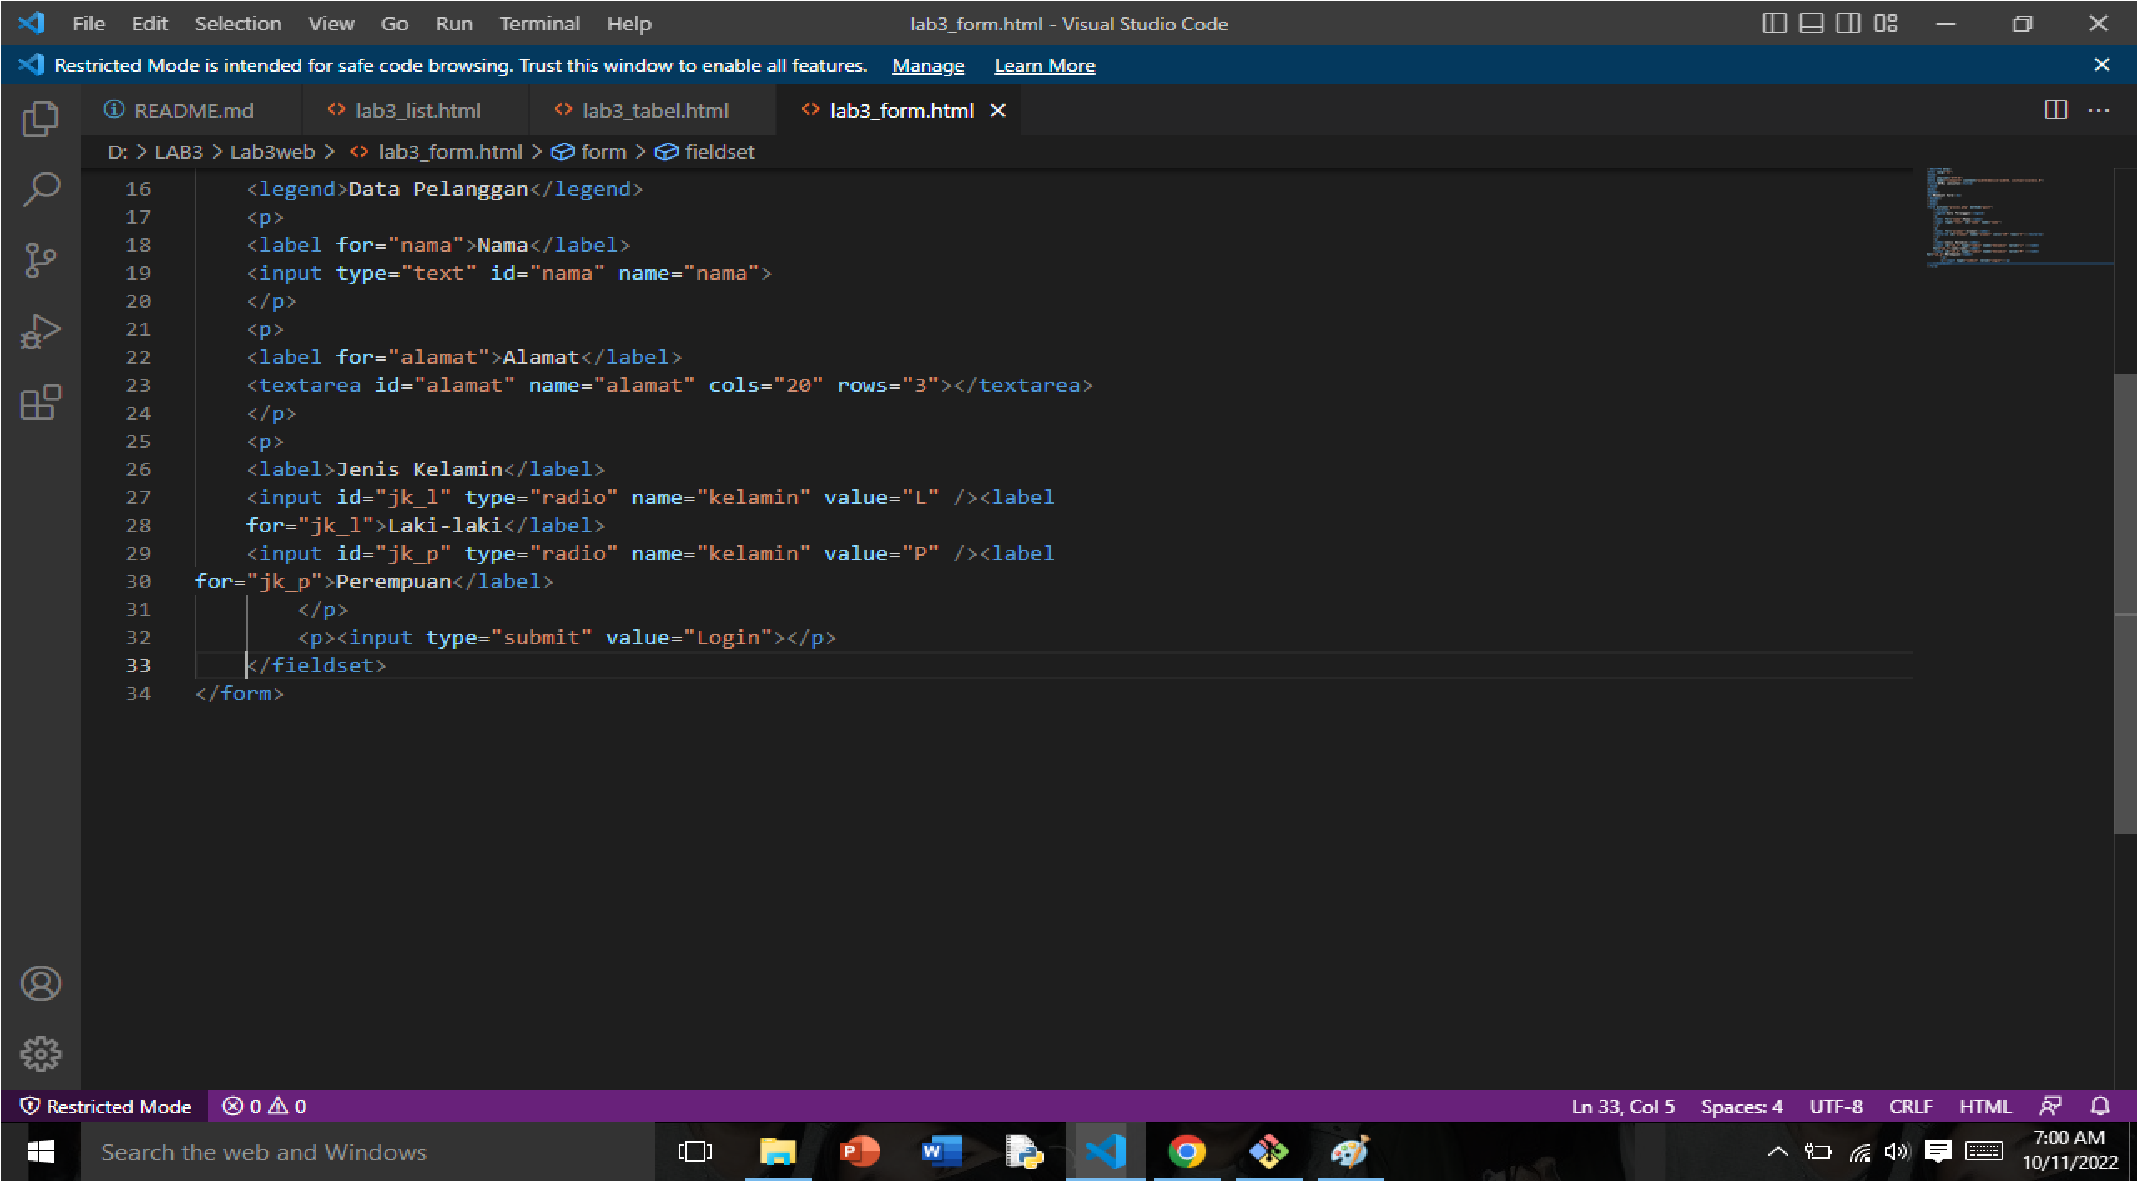 File Edit Selection View Go Run Terminal Help lab3_form.html - Visual Studio Code
Restricted Mode is intended for safe code browsing. Trust this window to enable all features. Manage Learn More
README.md lab3_list.html lab3_tabel.html lab3_form.html
D: > LAB3 > Lab3web > lab3_form.html > form > fieldset
16 <legend>Data Pelanggan</legend>
17 <p>
18 <label for="nama">Nama</label>
19 <input type="text" id="nama" name="nama">
20 </p>
21 <p>
22 <label for="alamat">Alamat</label>
23 <textarea id="alamat" name="alamat" cols="20" rows="3"></textarea>
24 </p>
25 <p>
26 <label>Jenis Kelamin</label>
27 <input id="jk_l" type="radio" name="kelamin" value="L" /><label
28 for="jk_l">Laki-laki</label>
29 <input id="jk_p" type="radio" name="kelamin" value="P" /><label
30 for="jk_p">Perempuan</label>
31 </p>
32 <p><input type="submit" value="Login"></p>
33 </fieldset>
34 </form>
Restricted Mode 0 0 Ln 33, Col 5 Spaces: 4 UTF-8 CRLF HTML
Search the web and Windows
7:00 AM
10/11/2022